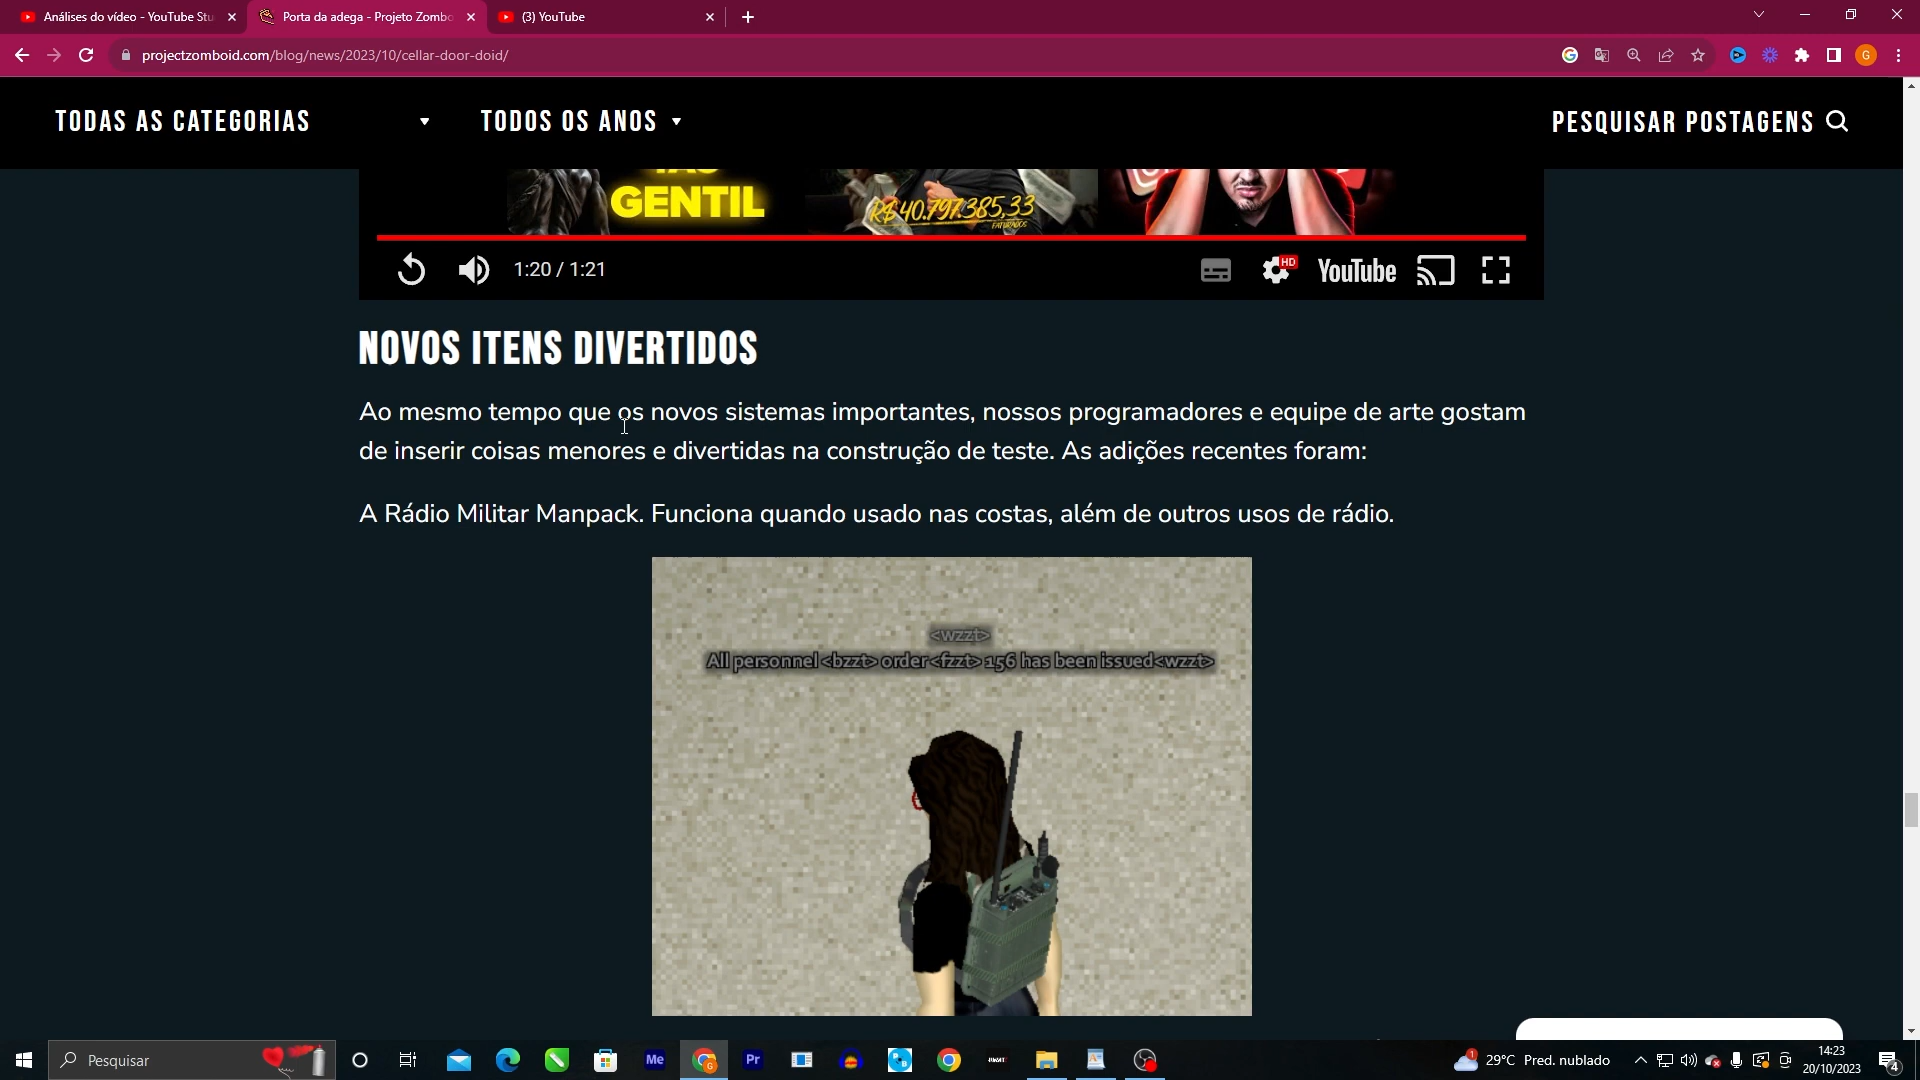 Análises do vídeo - YouTube Stu
Porta da adega - Projeto Zombo
(3) YouTube
projectzomboid.com/blog/news/2023/10/cellar-door-doid/
G
TODAS AS CATEGORIAS
TODOS OS ANOS
PESQUISAR POSTAGENS
GENTIL
R$40.797.385,33
FATURADOS
1:20 / 1:21
HD
YouTube
NOVOS ITENS DIVERTIDOS
Ao mesmo tempo que os novos sistemas importantes, nossos programadores e equipe de arte gostam
de inserir coisas menores e divertidas na construção de teste. As adições recentes foram:
A Rádio Militar Manpack. Funciona quando usado nas costas, além de outros usos de rádio.
<wzzt>
All personnel <bzzt> order <fzzt> 156 has been issued<wzzt>
Pesquisar
Me
G
Pr
1
29°C Pred. nublado
14:23
20/10/2023
4